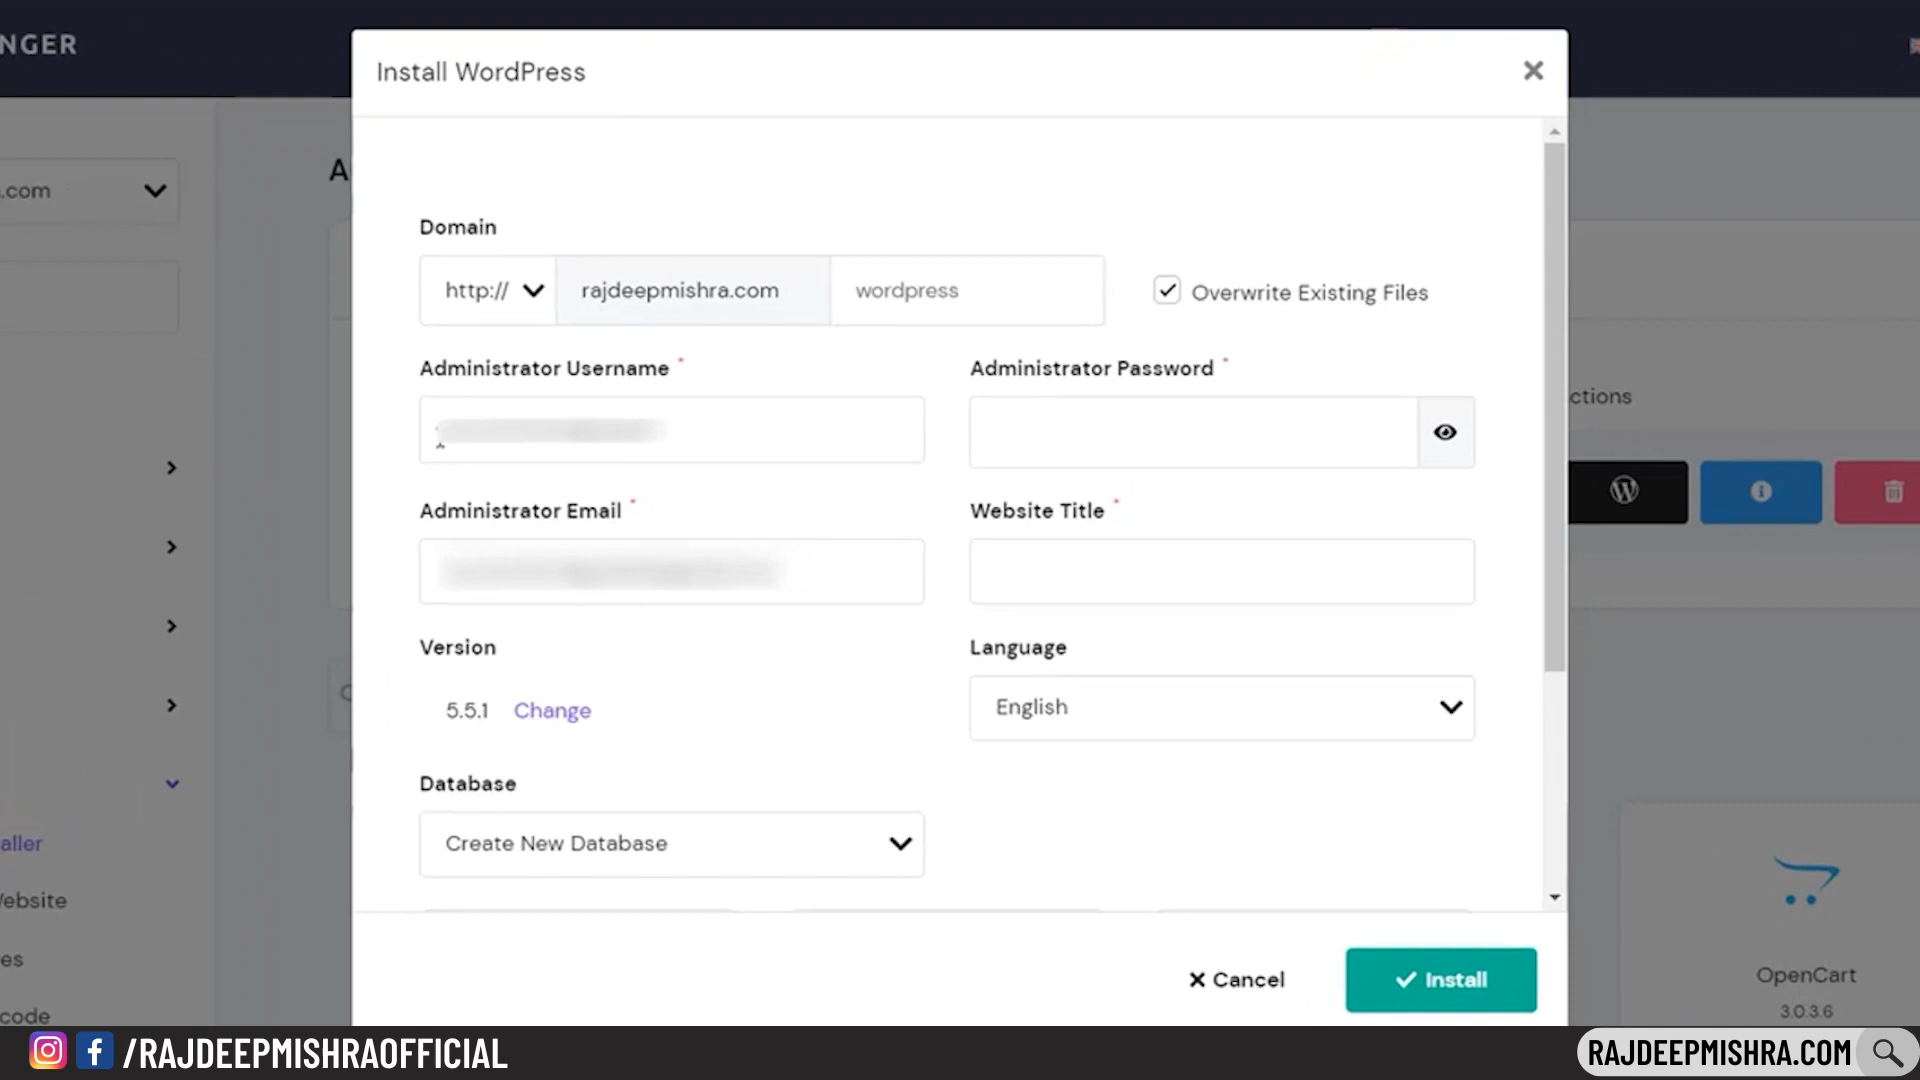 NGER
Install WordPress
.com
A
Domain
http://
rajdeepmishra.com
wordpress
Overwrite Existing Files
Administrator Username *
Administrator Password *
ctions
Administrator Email *
Website Title *
Version
Language
5.5.1 Change
English
Database
Create New Database
aller
ebsite
es
code
Cancel
Install
OpenCart
3.0.3.6
/RAJDEEPMISHRAOFFICIAL
RAJDEEPMISHRA.COM